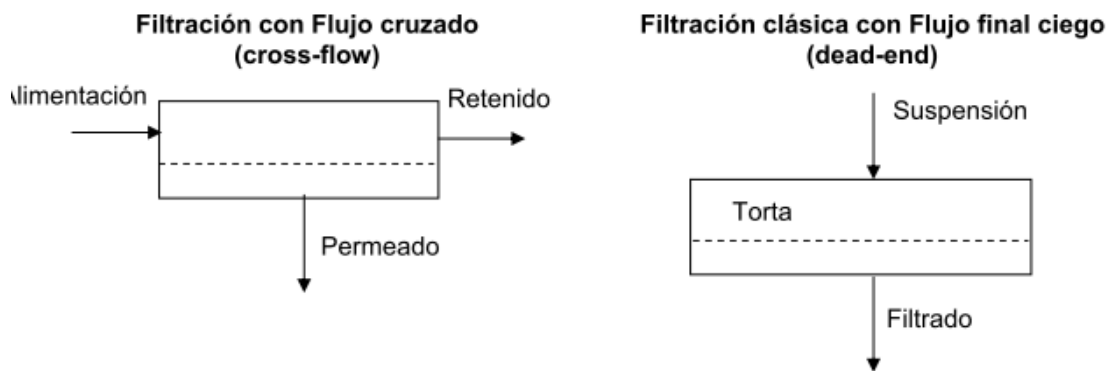 Filtración con Flujo cruzado
(cross-flow)
Alimentación
Retenido
Permeado
Filtración clásica con Flujo final ciego
(dead-end)
Suspensión
Torta
Filtrado